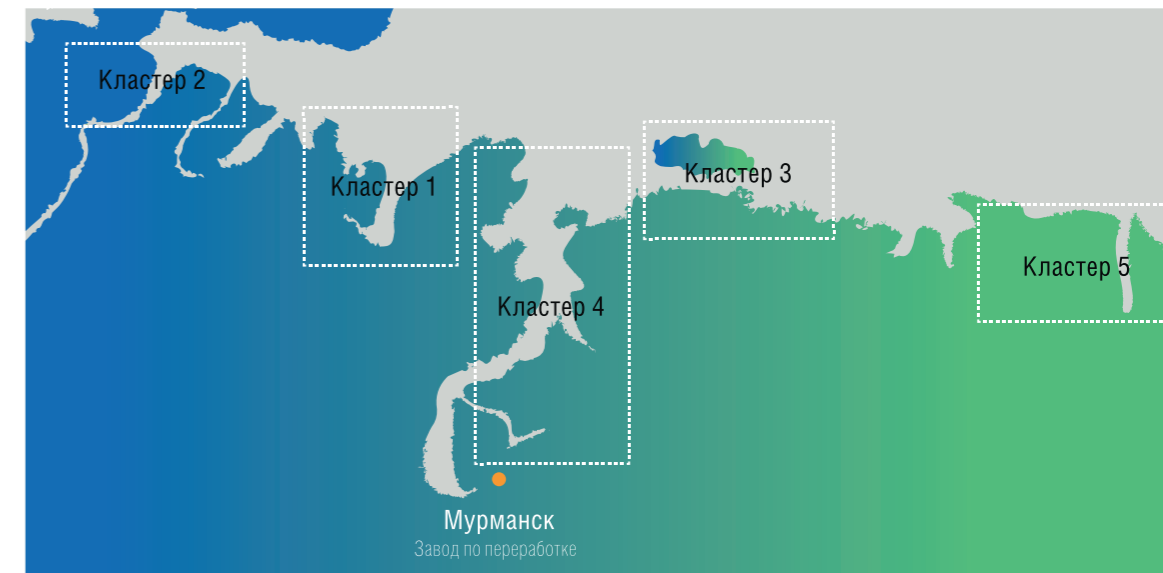 Кластер 2
Кластер 1
Кластер 3
Кластер 5
Кластер 4
Мурманск
Завод по переработке